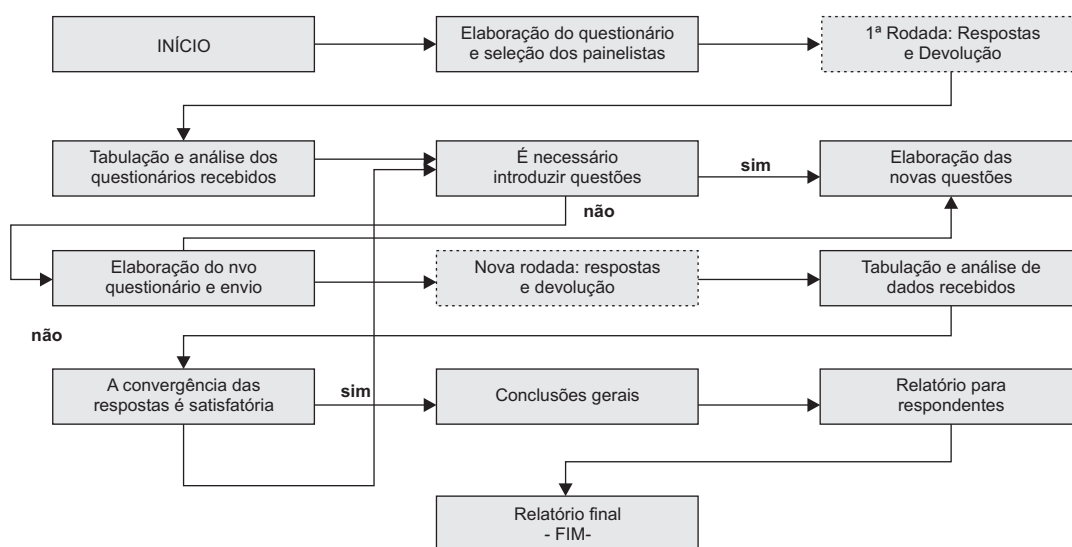 INÍCIO
Elaboração do questionário
e seleção dos painelistas
1ª Rodada: Respostas
e Devolução
Tabulação e análise dos
questionários recebidos
É necessário
introduzir questões
sim
Elaboração das
novas questões
não
Elaboração do nvo
questionário e envio
Nova rodada: respostas
e devolução
Tabulação e análise de
dados recebidos
não
A convergência das
respostas é satisfatória
sim
Conclusões gerais
Relatório para
respondentes
Relatório final
- FIM-